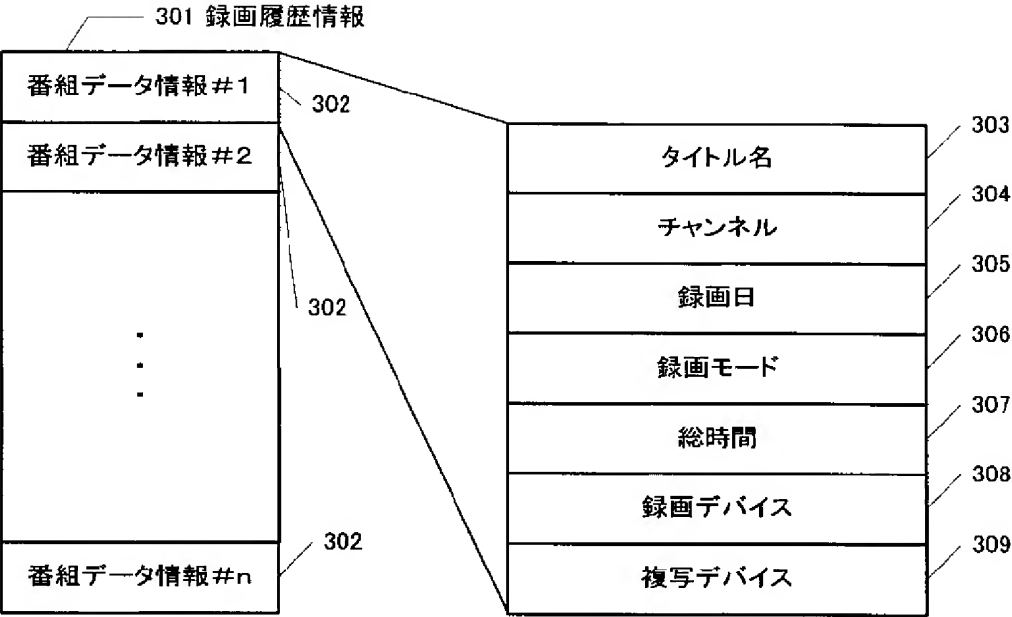 301 録画履歴情報
番組データ情報#1
302
番組データ情報#2
302
番組データ情報#n
302
タイトル名
303
チャンネル
304
録画日
305
録画モード
306
総時間
307
録画デバイス
308
複写デバイス
309